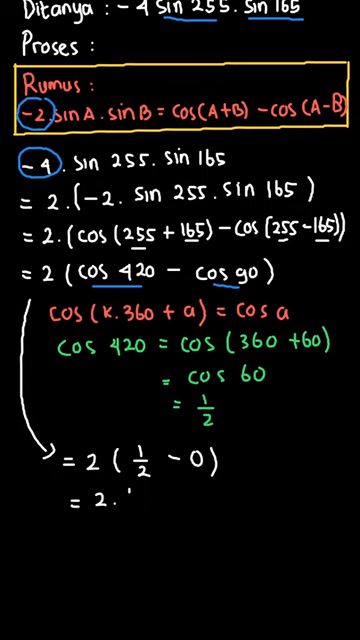 Ditanya : - 4 sin 255 . sin 165
Proses :
Rumus :
-2 . sin A . sin B = cos (A+B) - cos (A-B)
-4 . sin 255 . sin 165
= 2 . (-2 . sin 255 . sin 165 )
= 2 . (cos (255 + 165) - cos (255 - 165)
= 2 ( cos 420 - cos 90 )
cos ( k . 360 + a ) = cos a
cos 420 = cos ( 360 + 60 )
= cos 60
= 1/2
= 2 ( 1/2 - 0 )
= 2 .